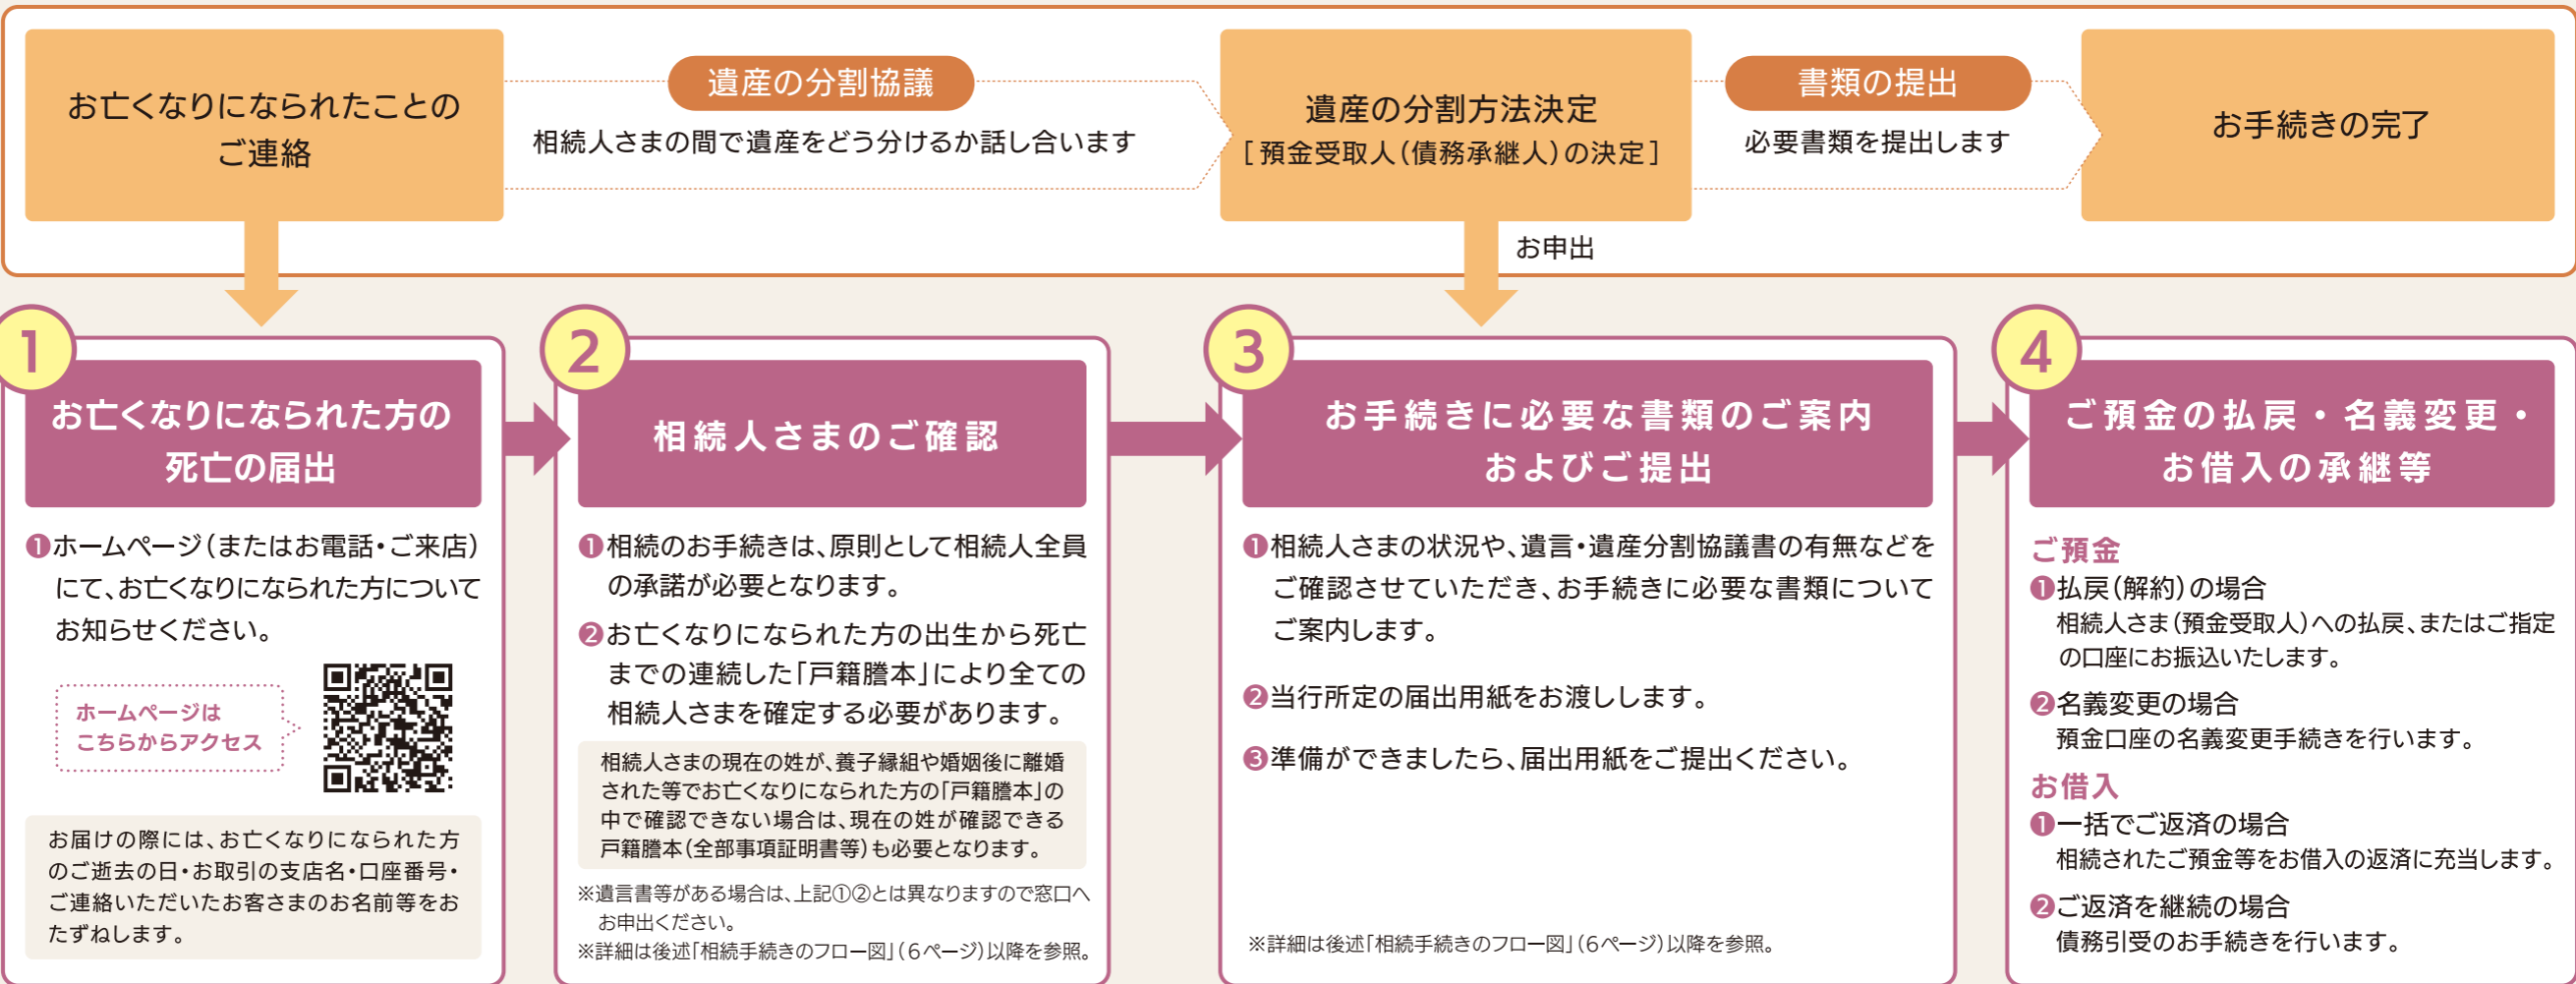 お亡くなりになられたことの
ご連絡
遺産の分割協議
相続人さまの間で遺産をどう分けるか話し合います
遺産の分割方法決定
[預金受取人(債務承継人)の決定]
書類の提出
必要書類を提出します
お手続きの完了
お申出
1
お亡くなりになられた方の
死亡の届出
❶ホームページ(またはお電話・ご来店)
にて、お亡くなりになられた方について
お知らせください。
ホームページは
こちらからアクセス
お届けの際には、お亡くなりになられた方
のご逝去の日・お取引の支店名・口座番号・
ご連絡いただいたお客さまのお名前等をお
たずねします。
2
相続人さまのご確認
❶相続のお手続きは、原則として相続人全員
の承諾が必要となります。
❷お亡くなりになられた方の出生から死亡
までの連続した「戸籍謄本」により全ての
相続人さまを確定する必要があります。
相続人さまの現在の姓が、養子縁組や婚姻後に離婚
された等でお亡くなりになられた方の「戸籍謄本」の
中で確認できない場合は、現在の姓が確認できる
戸籍謄本(全部事項証明書等)も必要となります。
※遺言書等がある場合は、上記①②とは異なりますので窓口へ
お申出ください。
※詳細は後述「相続手続きのフロー図」(6ページ)以降を参照。
3
お手続きに必要な書類のご案内
およびご提出
❶相続人さまの状況や、遺言・遺産分割協議書の有無などを
ご確認させていただき、お手続きに必要な書類について
ご案内します。
❷当行所定の届出用紙をお渡しします。
❸準備ができましたら、届出用紙をご提出ください。
※詳細は後述「相続手続きのフロー図」(6ページ)以降を参照。
4
ご預金の払戻・名義変更・
お借入の承継等
ご預金
❶払戻(解約)の場合
相続人さま(預金受取人)への払戻、またはご指定
の口座にお振込いたします。
❷名義変更の場合
預金口座の名義変更手続きを行います。
お借入
❶一括でご返済の場合
相続されたご預金等をお借入の返済に充当します。
❷ご返済を継続の場合
債務引受のお手続きを行います。